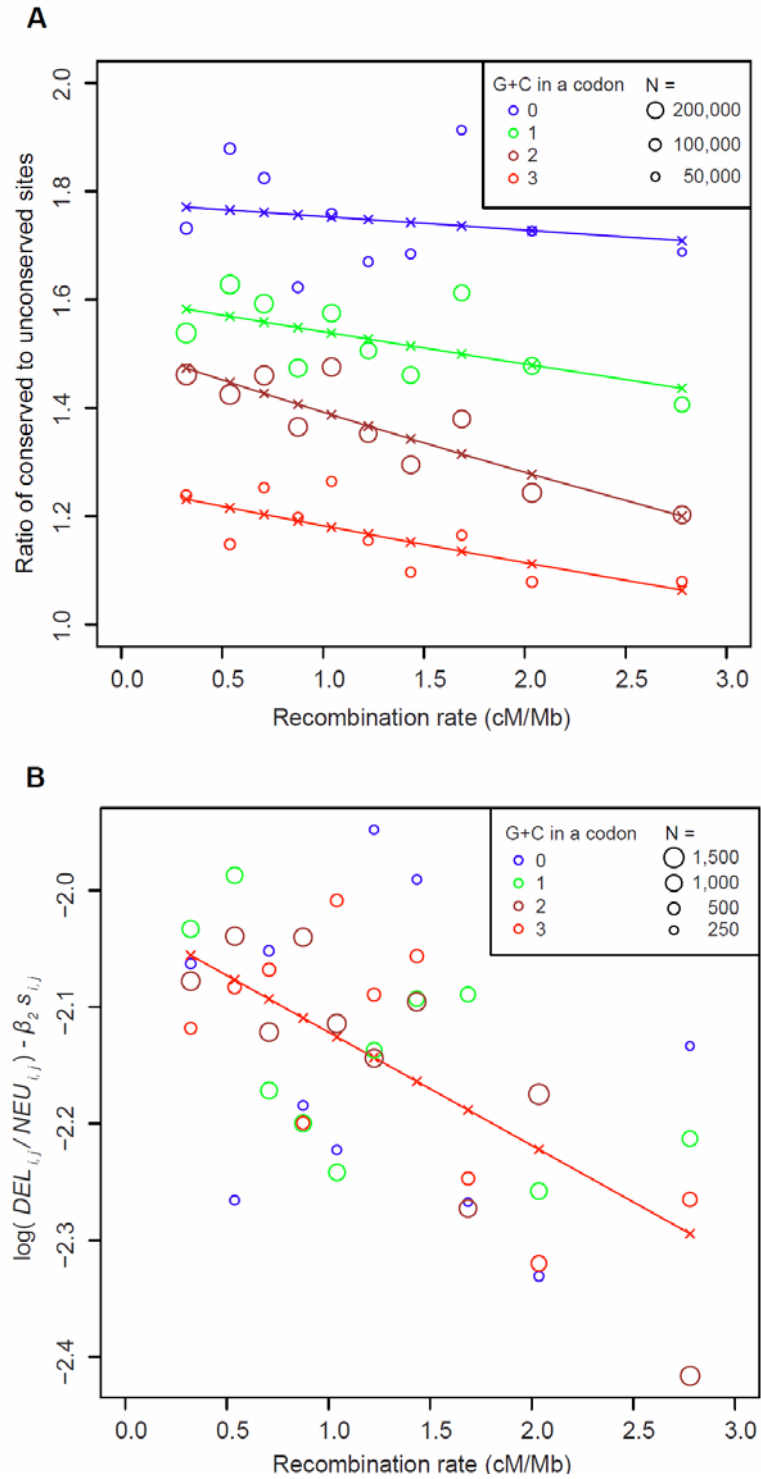 A
Ratio of conserved to unconserved sites
2.0
1.8
1.6
1.4
1.2
1.0
G+C in a codon N =
0 200,000
1 100,000
2 50,000
3
0.0 0.5 1.0 1.5 2.0 2.5 3.0
Recombination rate (cM/Mb)
B
log( DEL i,j / NEU i,j ) - β 2 s i,j
−2.0
−2.1
−2.2
−2.3
−2.4
G+C in a codon N =
0 1,500
1 1,000
2 500
3 250
0.0 0.5 1.0 1.5 2.0 2.5 3.0
Recombination rate (cM/Mb)